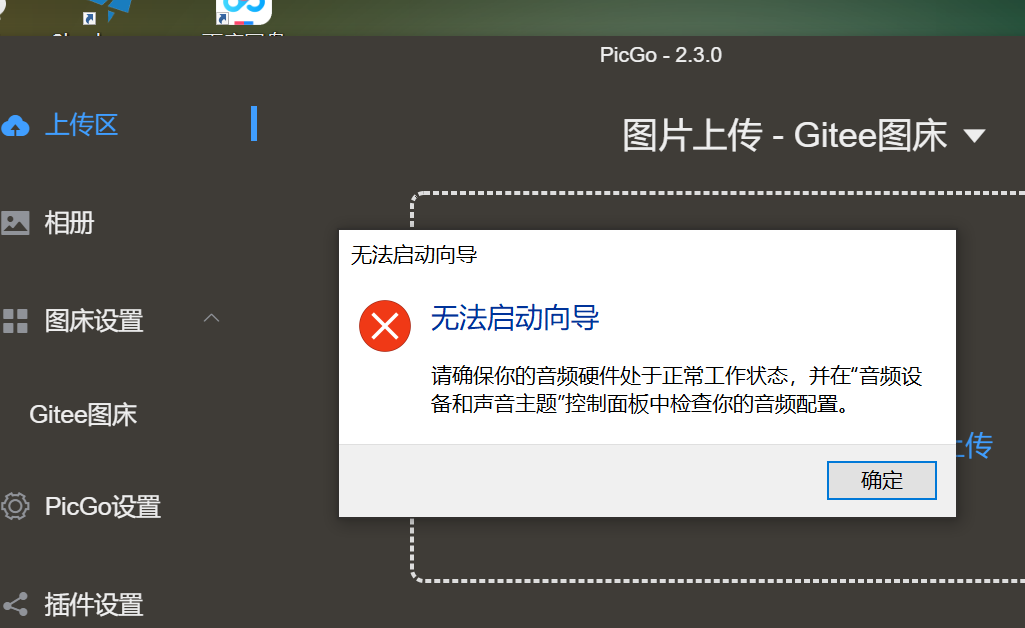 PicGo - 2.3.0
上传区
图片上传 - Gitee图床
相册
无法启动向导
无法启动向导
图床设置
请确保你的音频硬件处于正常工作状态，并在“音频设
备和声音主题”控制面板中检查你的音频配置。
Gitee图床
上传
确定
PicGo设置
插件设置